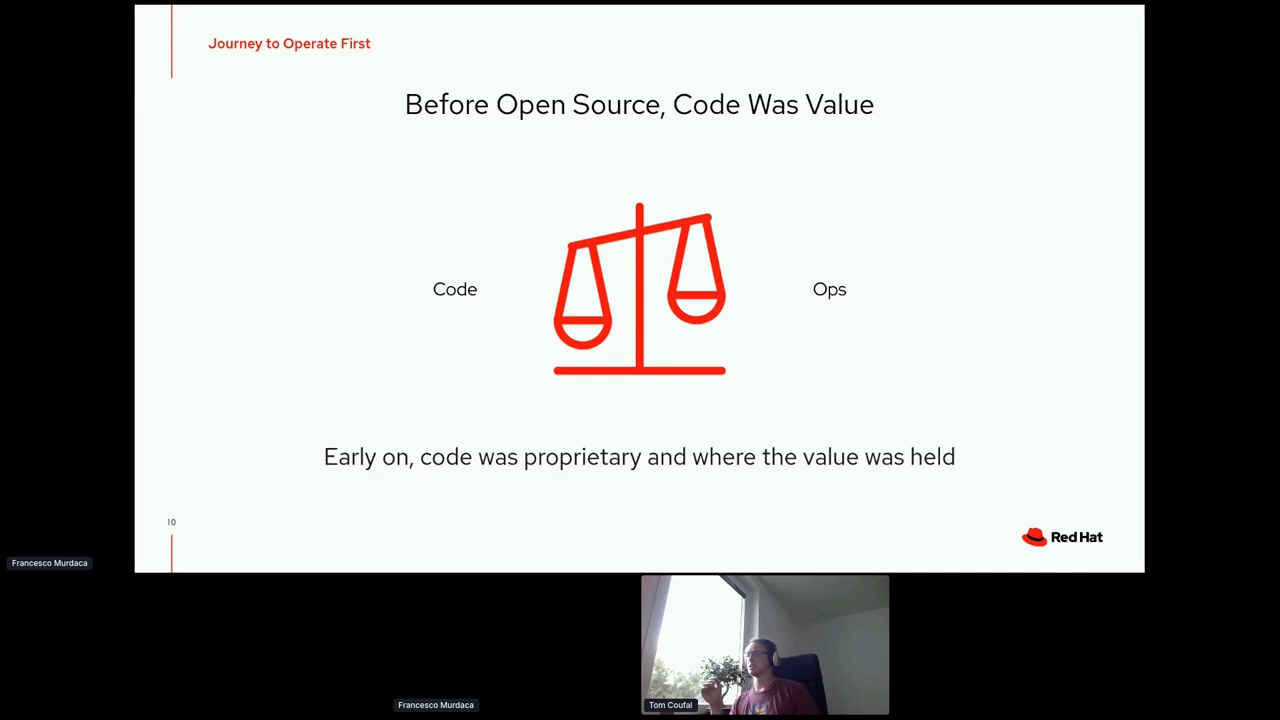 Journey to Operate First
Before Open Source, Code Was Value
Code
Ops
Early on, code was proprietary and where the value was held
10
Red Hat
Francesco Murdaca
Francesco Murdaca
Tom Coufal